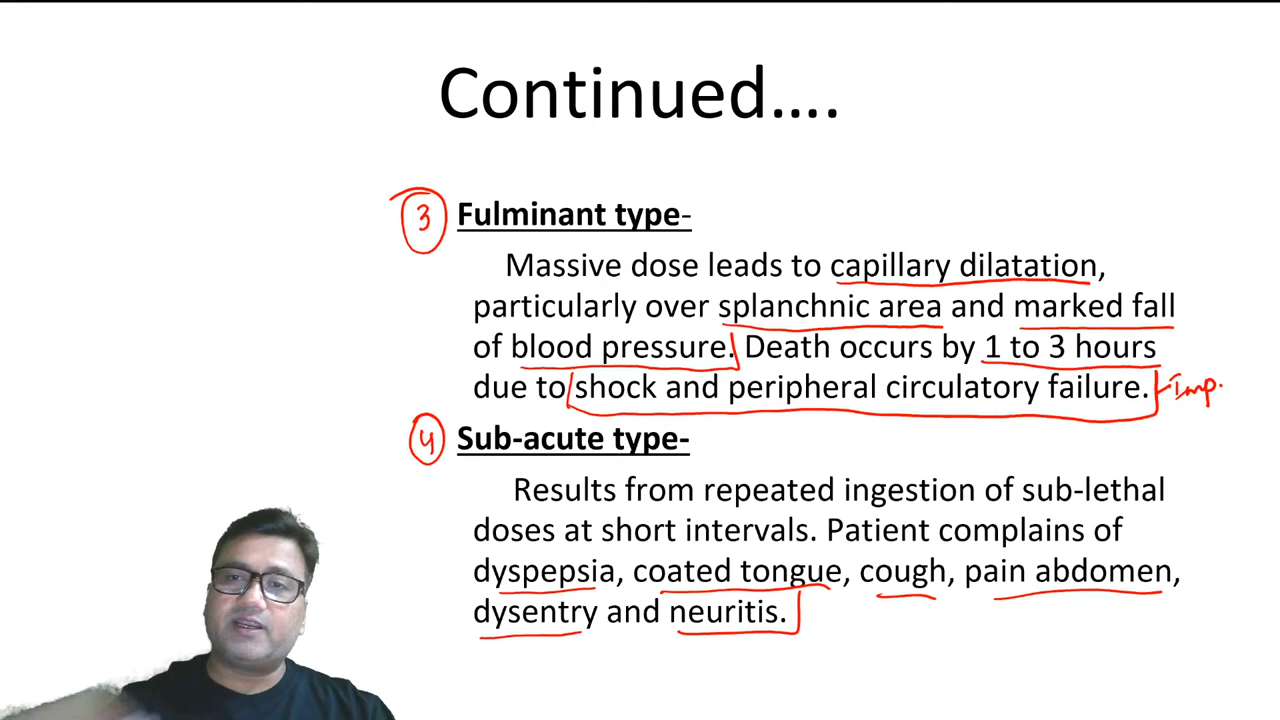 Continued....
3 Fulminant type-
Massive dose leads to capillary dilatation,
particularly over splanchnic area and marked fall
of blood pressure. Death occurs by 1 to 3 hours
due to shock and peripheral circulatory failure. Imp.
4 Sub-acute type-
Results from repeated ingestion of sub-lethal
doses at short intervals. Patient complains of
dyspepsia, coated tongue, cough, pain abdomen,
dysentry and neuritis.